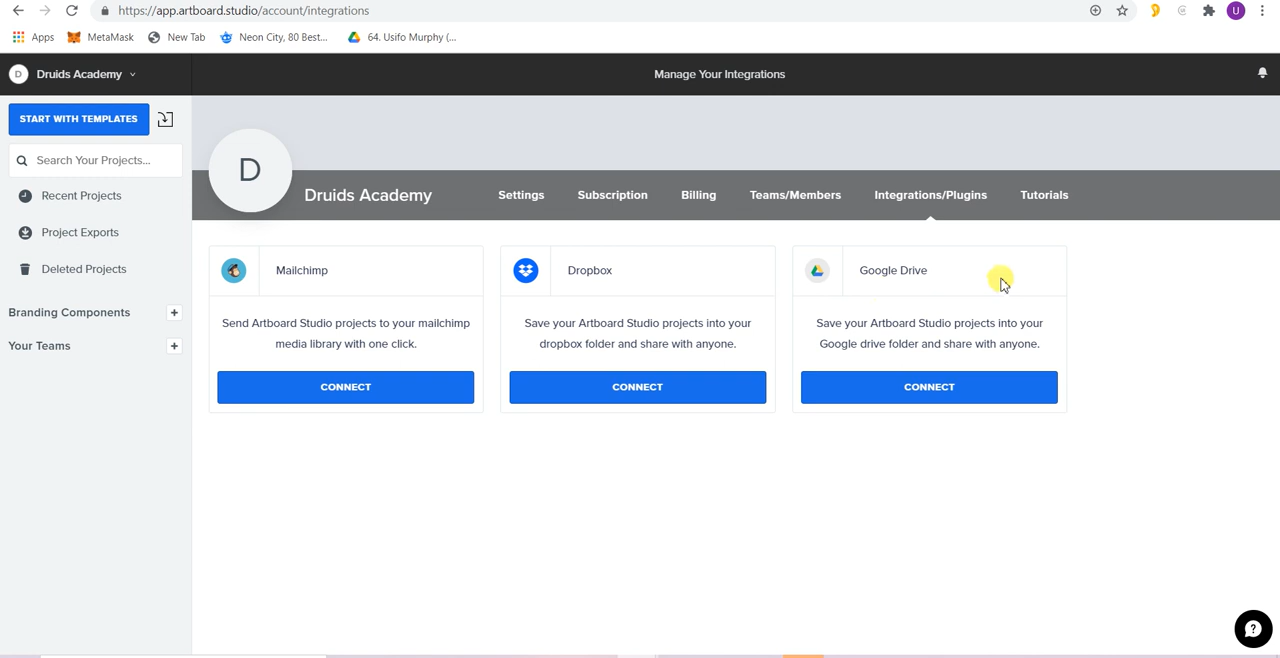 https://app.artboard.studio/account/integrations
U
Apps
MetaMask
New Tab
Neon City, 80 Best...
64. Usifo Murphy (...
D
Druids Academy
Manage Your Integrations
START WITH TEMPLATES
Search Your Projects...
Recent Projects
Project Exports
Deleted Projects
Branding Components
+
Your Teams
+
D
Druids Academy
Settings
Subscription
Billing
Teams/Members
Integrations/Plugins
Tutorials
Mailchimp
Send Artboard Studio projects to your mailchimp
media library with one click.
CONNECT
Dropbox
Save your Artboard Studio projects into your
dropbox folder and share with anyone.
CONNECT
Google Drive
Save your Artboard Studio projects into your
Google drive folder and share with anyone.
CONNECT
?